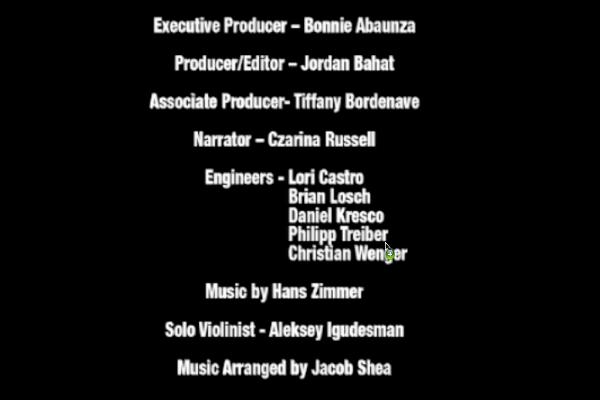 Executive Producer – Bonnie Abaunza
Producer/Editor – Jordan Bahat
Associate Producer- Tiffany Bordenave
Narrator – Czarina Russell
Engineers - Lori Castro
Brian Losch
Daniel Kresco
Philipp Treiber
Christian Wenger
Music by Hans Zimmer
Solo Violinist - Aleksey Igudesman
Music Arranged by Jacob Shea